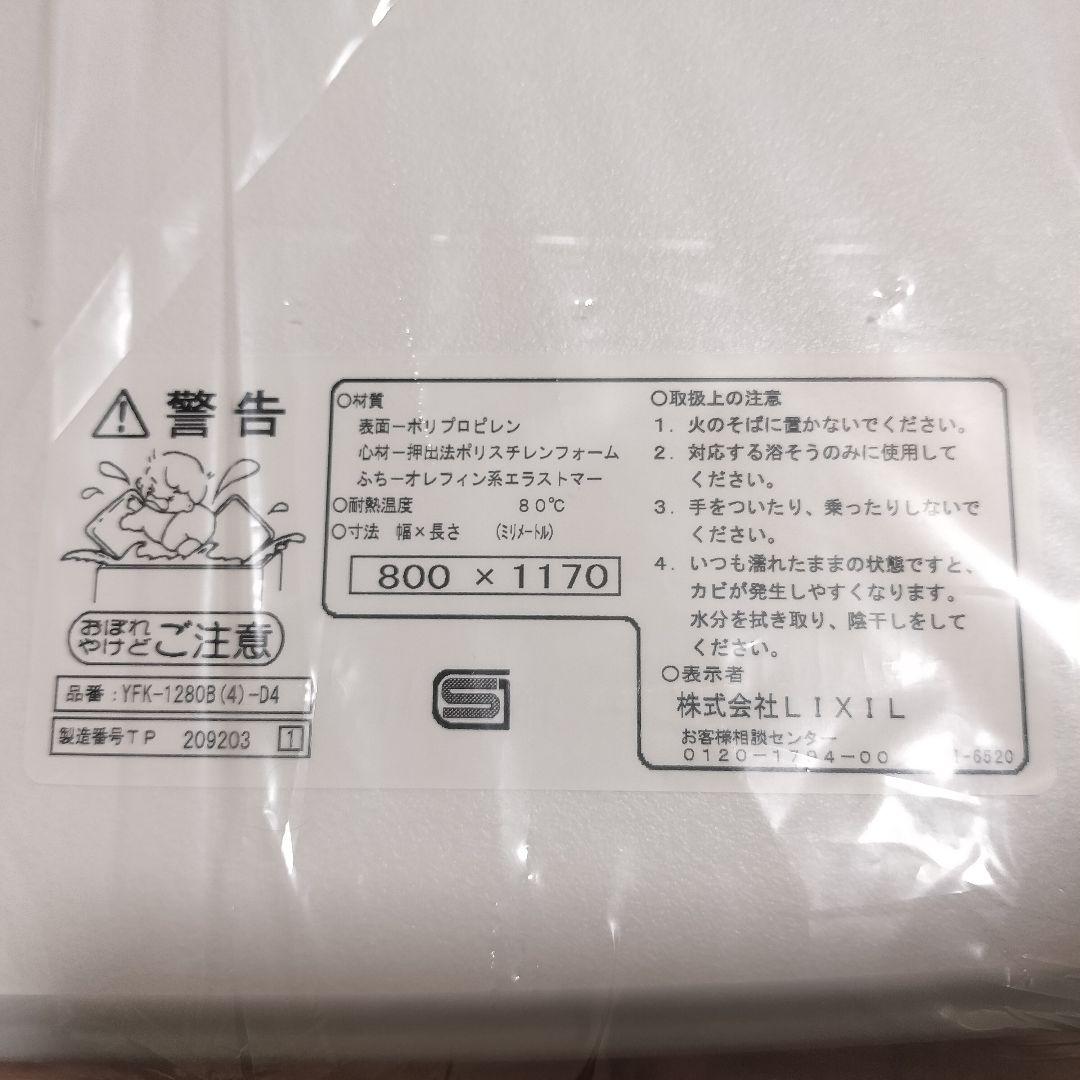 警告
おぼれ
やけど
ご注意
品番:YFK-1280B(4)-D4
製造番号TP 209203 1
○材質
表面-ポリプロピレン
心材-押出法ポリスチレンフォーム
ふち-オレフィン系エラストマー
○耐熱温度 80℃
○寸法 幅×長さ (ミリメートル)
800 × 1170
○取扱上の注意
1. 火のそばに置かないでください。
2. 対応する浴そうのみに使用して
ください。
3. 手をついたり、乗ったりしないで
ください。
4. いつも濡れたままの状態ですと、
カビが発生しやすくなります。
水分を拭き取り、陰干しをして
ください。
○表示者
株式会社LIXIL
お客様相談センター
0120-1794-00